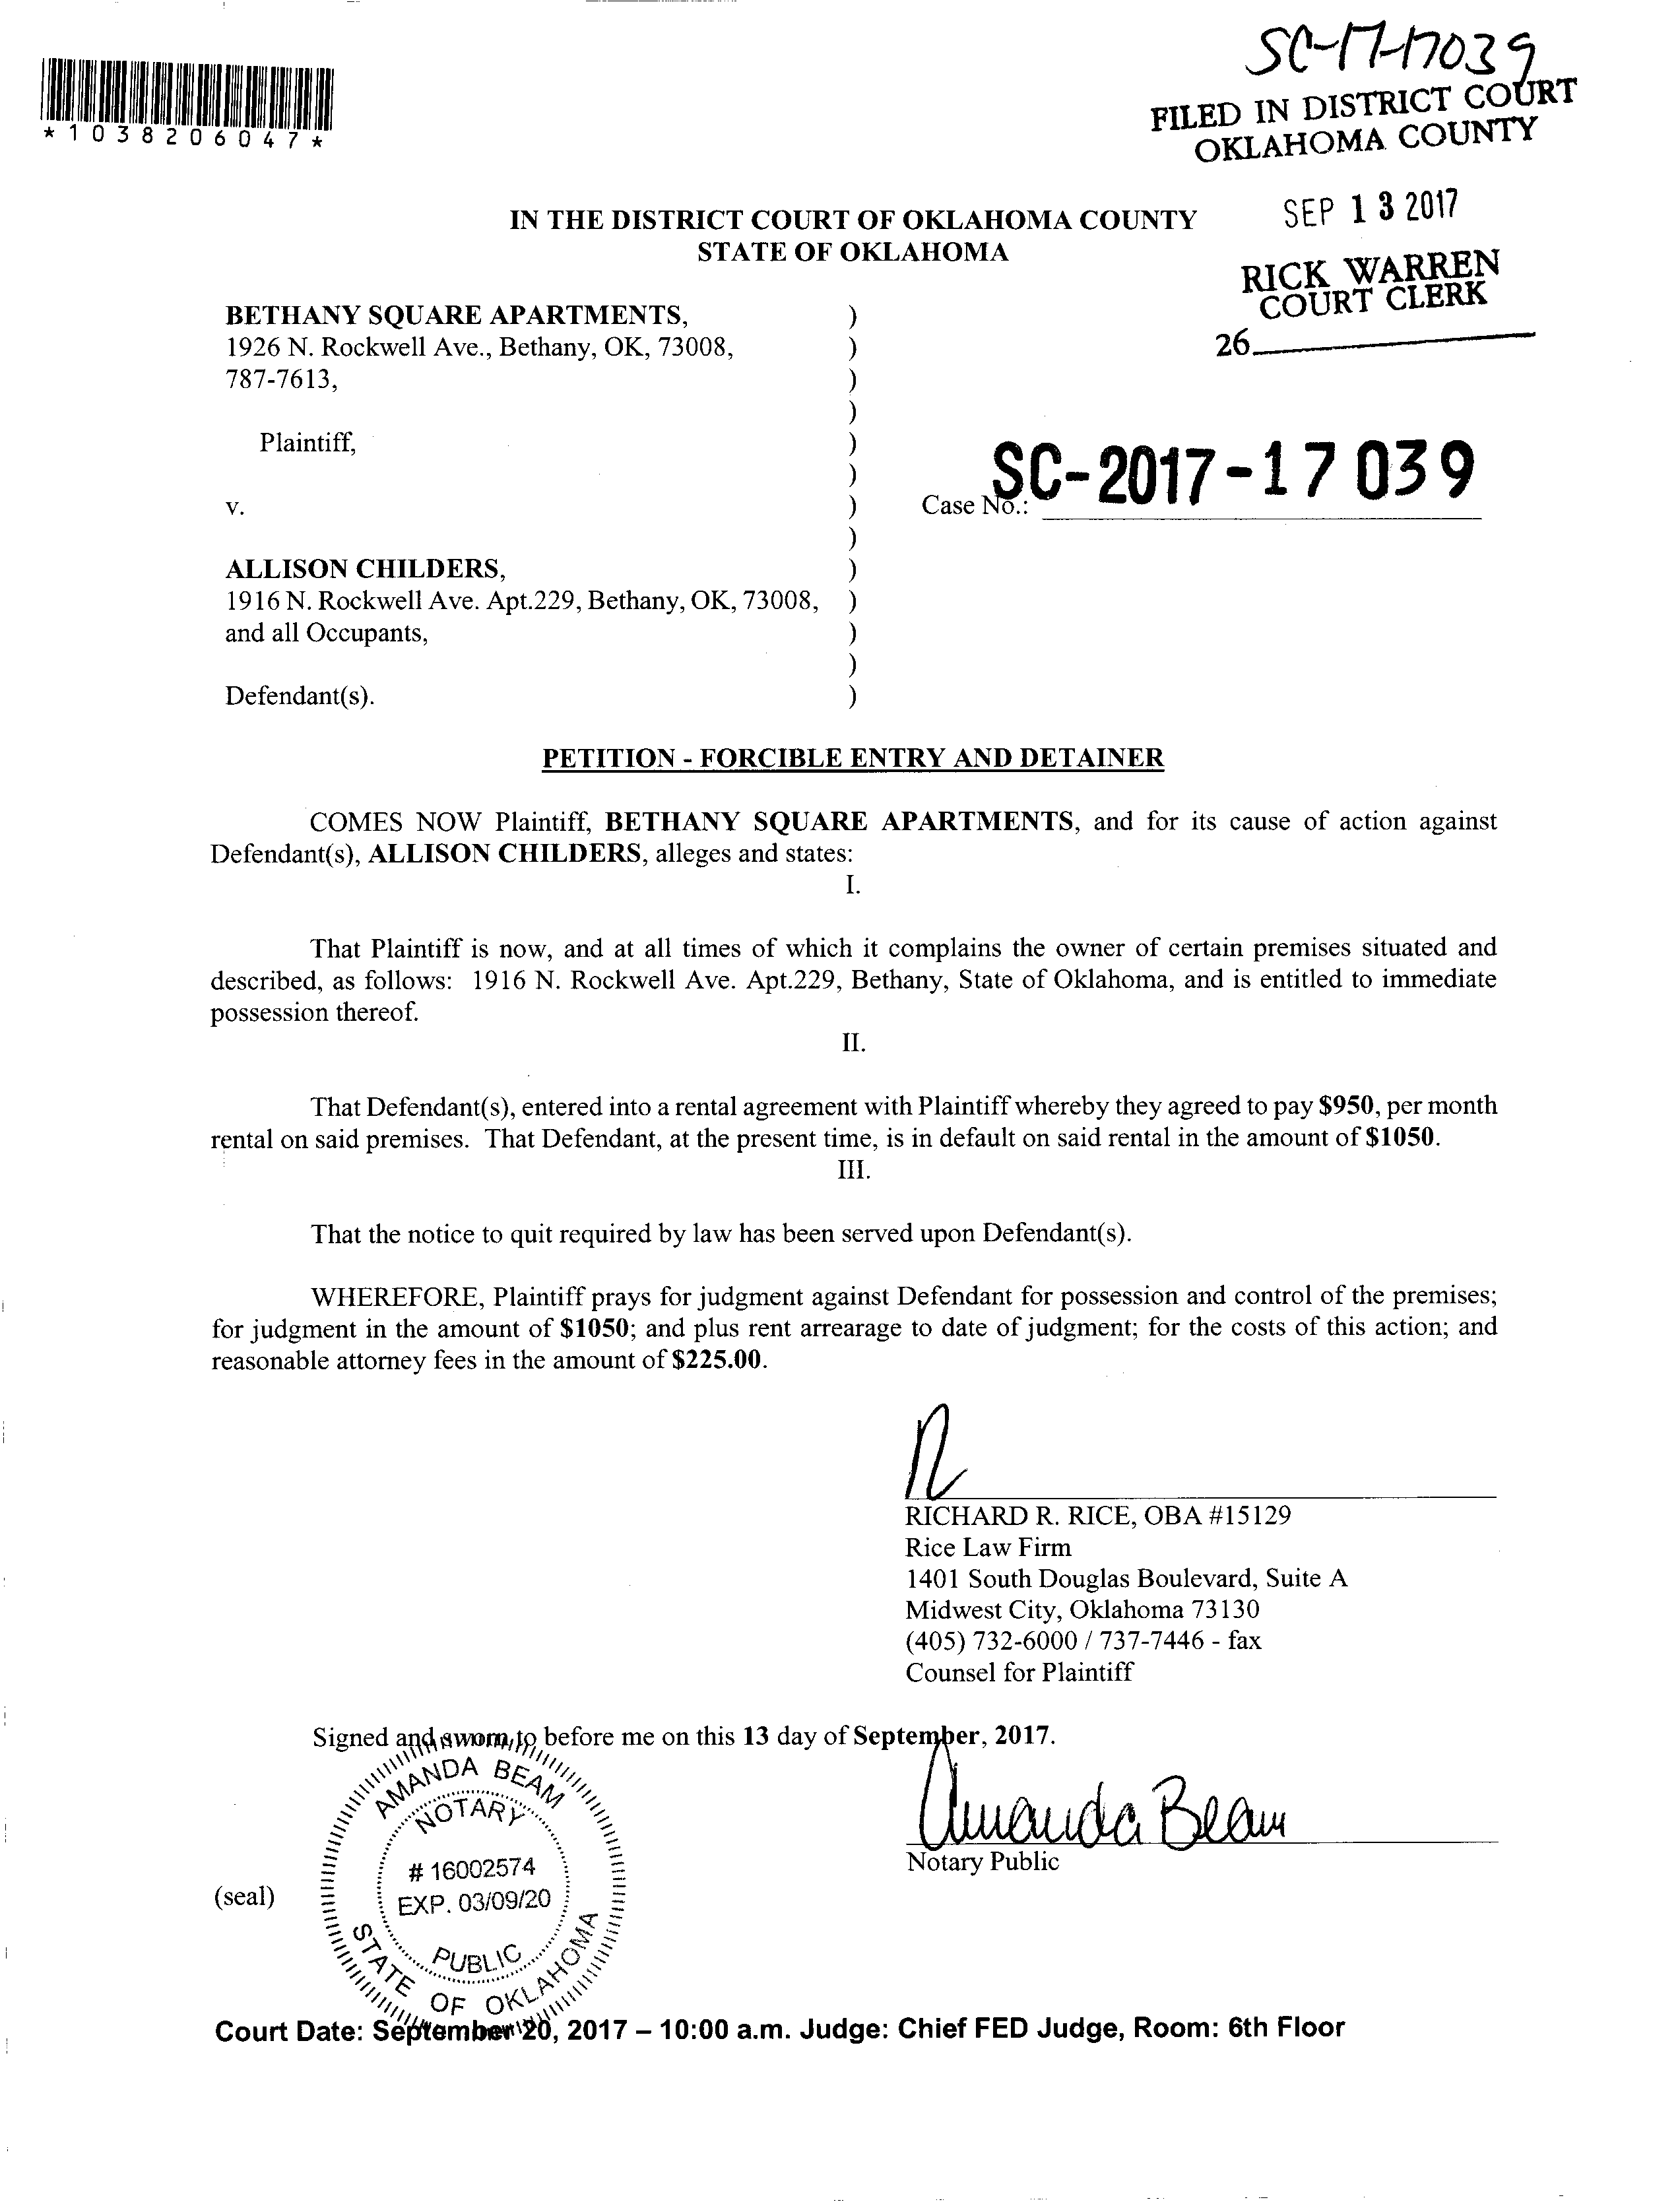 SC-17-17039
*1038206047*
FILED IN DISTRICT COURT
OKLAHOMA COUNTY
SEP 13 2017
RICK WARREN
COURT CLERK
26
IN THE DISTRICT COURT OF OKLAHOMA COUNTY
STATE OF OKLAHOMA
BETHANY SQUARE APARTMENTS, )
1926 N. Rockwell Ave., Bethany, OK, 73008, )
787-7613, )
)
Plaintiff, )
)
v. ) Case No.: SC-2017-17039
)
ALLISON CHILDERS, )
1916 N. Rockwell Ave. Apt.229, Bethany, OK, 73008, )
and all Occupants, )
)
Defendant(s). )
PETITION - FORCIBLE ENTRY AND DETAINER
COMES NOW Plaintiff, BETHANY SQUARE APARTMENTS, and for its cause of action against
Defendant(s), ALLISON CHILDERS, alleges and states:
I.
That Plaintiff is now, and at all times of which it complains the owner of certain premises situated and
described, as follows: 1916 N. Rockwell Ave. Apt.229, Bethany, State of Oklahoma, and is entitled to immediate
possession thereof.
II.
That Defendant(s), entered into a rental agreement with Plaintiff whereby they agreed to pay $950, per month
rental on said premises. That Defendant, at the present time, is in default on said rental in the amount of $1050.
III.
That the notice to quit required by law has been served upon Defendant(s).
WHEREFORE, Plaintiff prays for judgment against Defendant for possession and control of the premises;
for judgment in the amount of $1050; and plus rent arrearage to date of judgment; for the costs of this action; and
reasonable attorney fees in the amount of $225.00.
RICHARD R. RICE, OBA #15129
Rice Law Firm
1401 South Douglas Boulevard, Suite A
Midwest City, Oklahoma 73130
(405) 732-6000 / 737-7446 - fax
Counsel for Plaintiff
Signed and sworn to before me on this 13 day of September, 2017.
Amanda Beam
Notary Public
(seal)
AMANDA BEAM
NOTARY
# 16002574
EXP. 03/09/20
PUBLIC
STATE OF OKLAHOMA
Court Date: September 20, 2017 – 10:00 a.m. Judge: Chief FED Judge, Room: 6th Floor